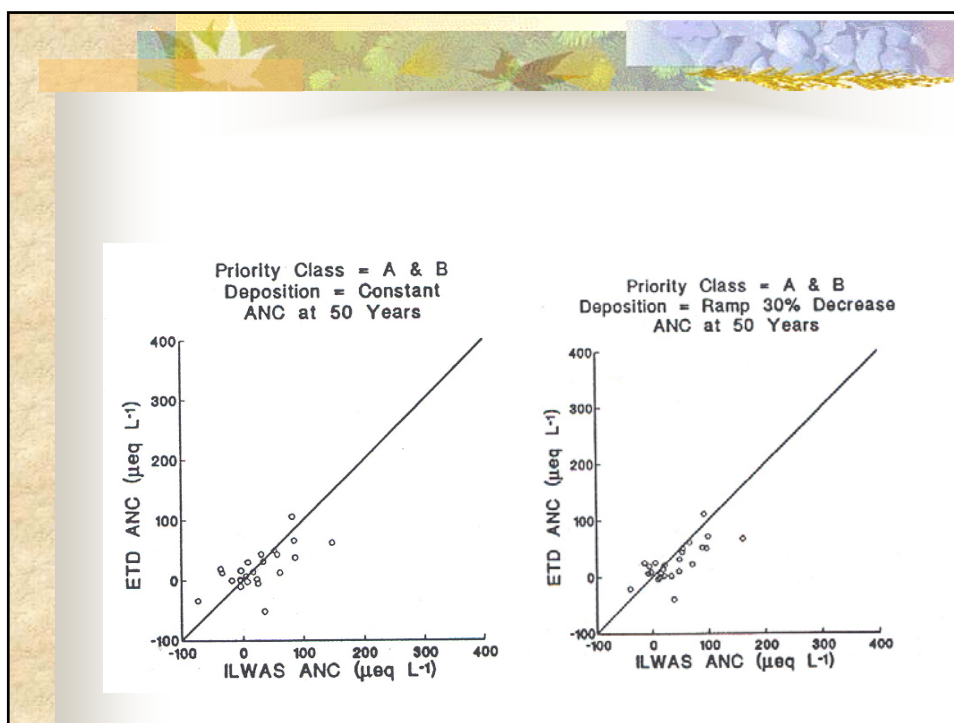 Priority Class = A & B
Deposition = Constant
ANC at 50 Years
400
300
200
100
0
-100
ETD ANC (µeq L⁻¹)
-100 0 100 200 300 400
ILWAS ANC (µeq L⁻¹)
Priority Class = A & B
Deposition = Ramp 30% Decrease
ANC at 50 Years
400
300
200
100
0
-100
ETD ANC (µeq L⁻¹)
-100 0 100 200 300 400
ILWAS ANC (µeq L⁻¹)